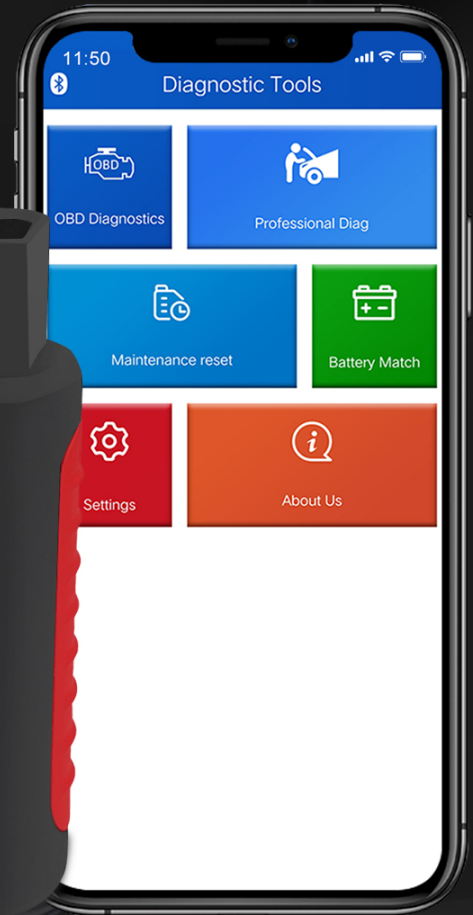 11:50
Diagnostic Tools
OBD
OBD Diagnostics
Professional Diag
Maintenance reset
Battery Match
Settings
i
About Us